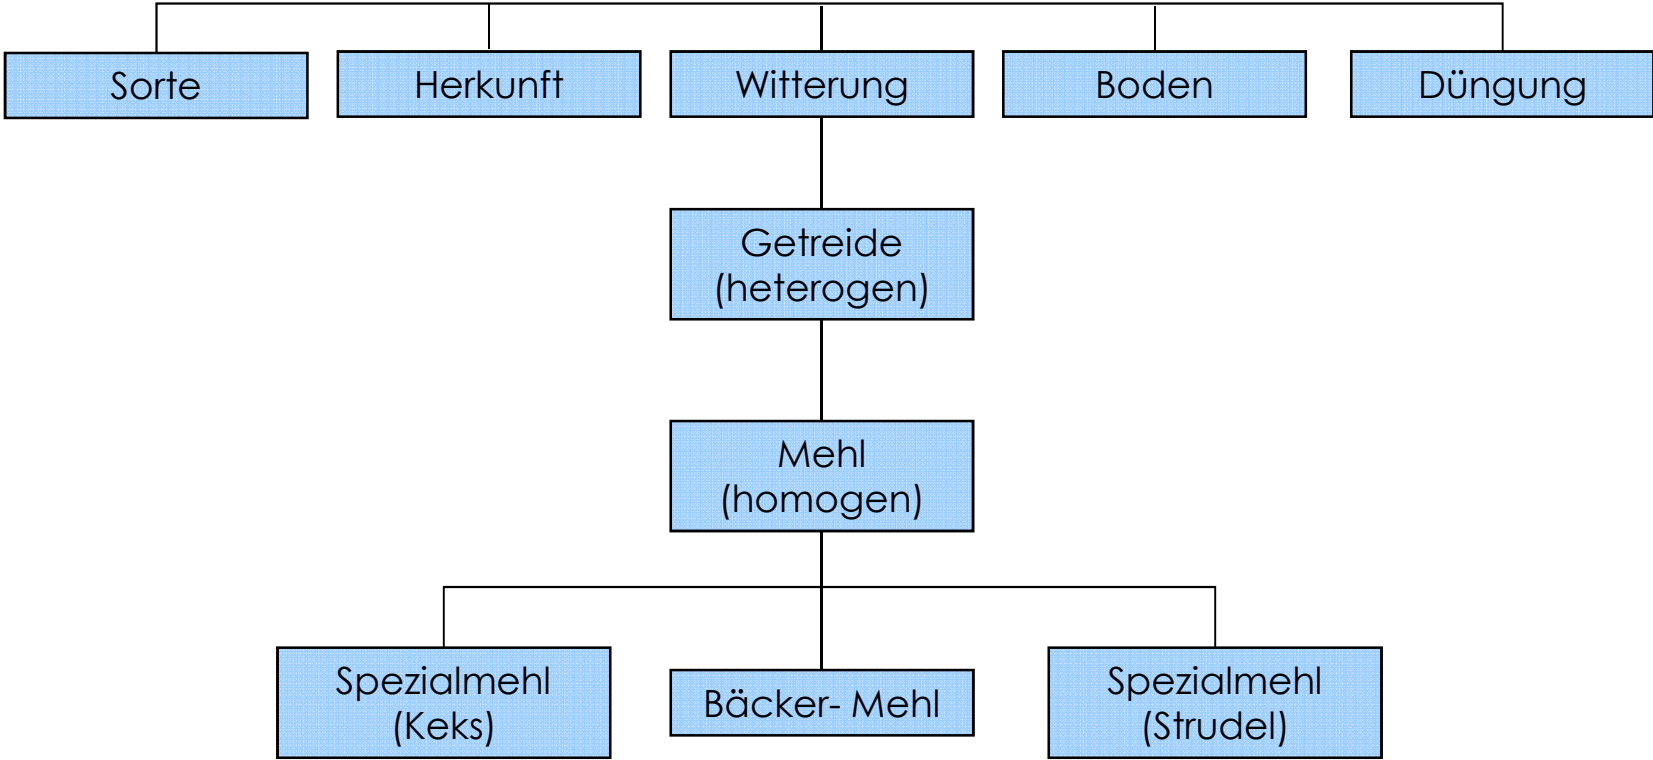 Sorte
Herkunft
Witterung
Boden
Düngung
Getreide
(heterogen)
Mehl
(homogen)
Spezialmehl
(Keks)
Bäcker- Mehl
Spezialmehl
(Strudel)